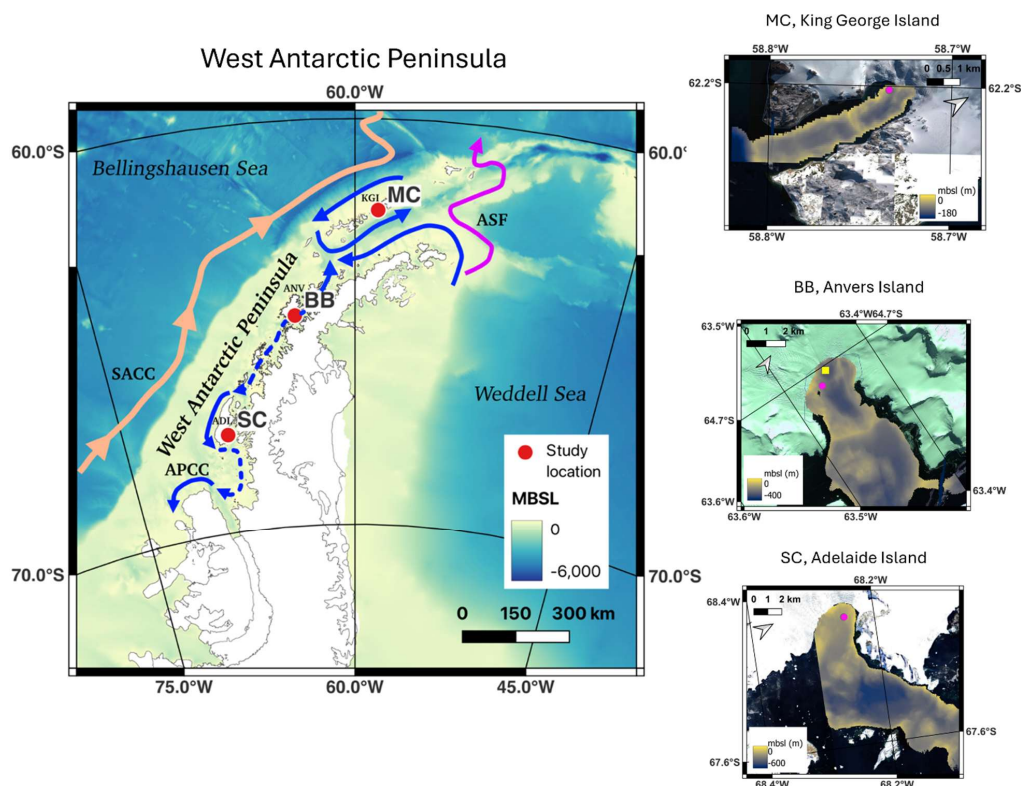 West Antarctic Peninsula
60.0°W
60.0°S
60.0°
Bellingshausen Sea
KGI
MC
ASF
ANV
BB
West Antarctic Peninsula
SACC
Weddell Sea
ADL
SC
APCC
Study
location
MBSL
0
-6,000
70.0°S
70.0°S
0 150 300 km
75.0°W
60.0°W
45.0°W
MC, King George Island
58.8°W
58.7°W
0 0.5 1 km
62.2°S
62.2°S
mbsl (m)
0
-180
58.8°W
58.7°W
BB, Anvers Island
63.4°W64.7°S
63.5°W
0 1 2 km
64.7°S
mbsl (m)
0
-400
63.4°W
63.6°W
63.6°W
63.5°W
SC, Adelaide Island
68.2°W
68.4°W
0 1 2 km
67.6°S
mbsl (m)
0
-600
67.6°S
68.4°W
68.2°W